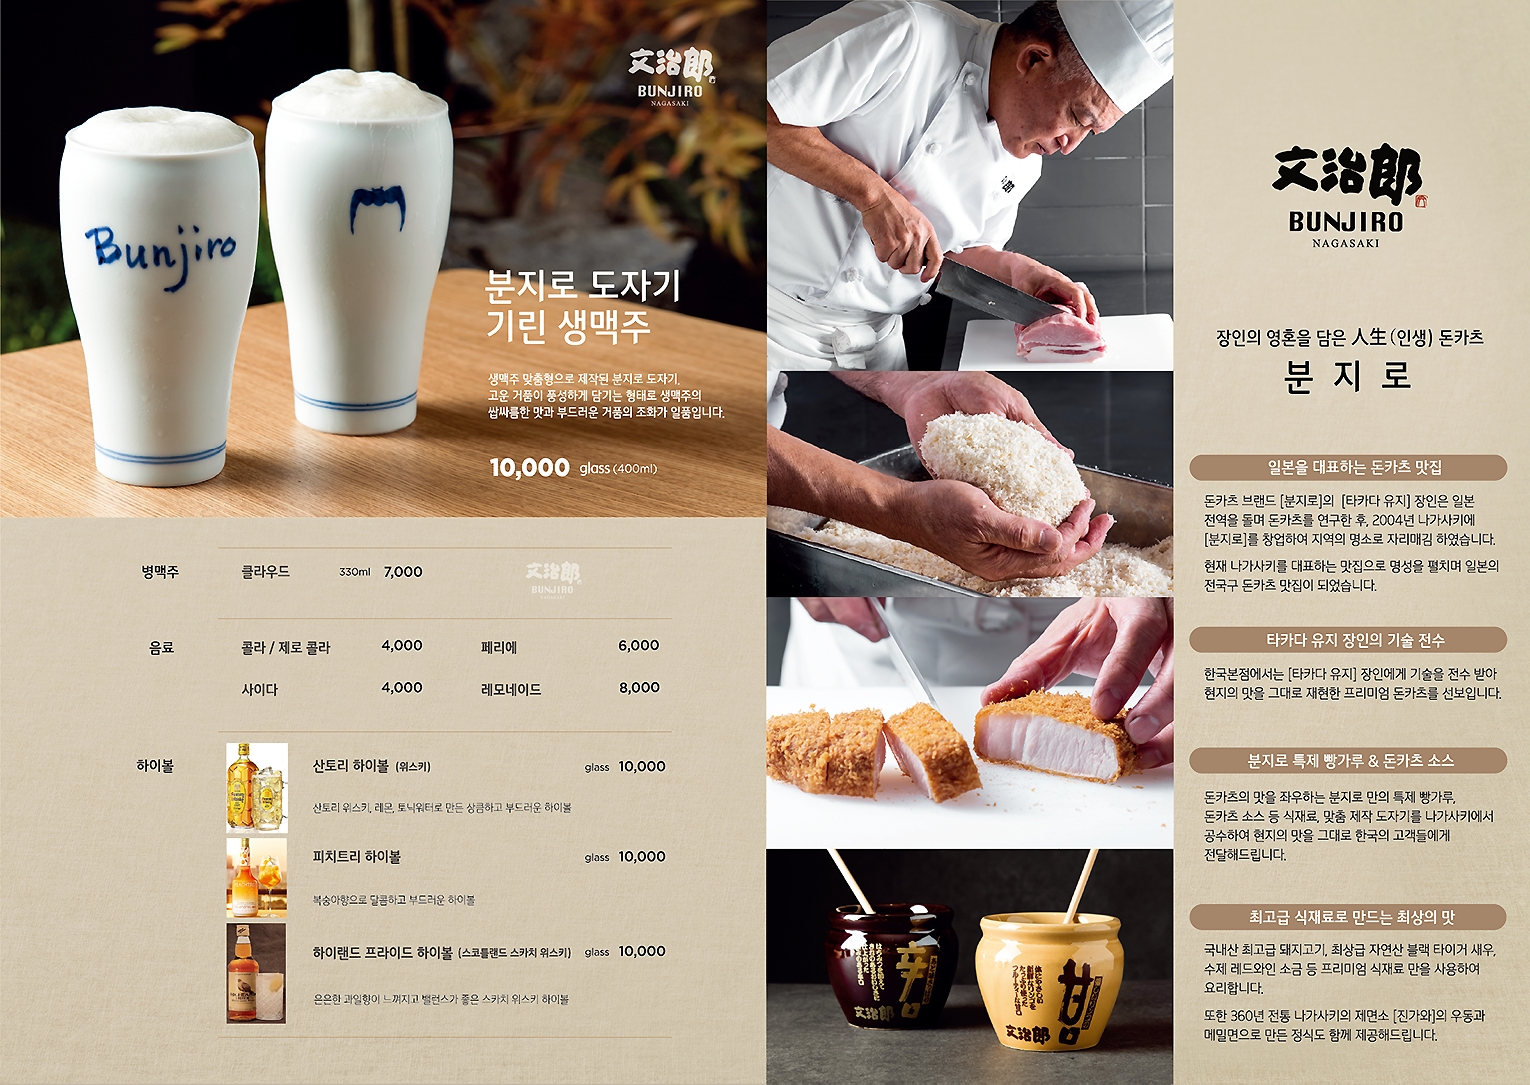 文治郎
BUNJIRO
NAGASAKI
Bunjiro
분지로 도자기
기린 생맥주
생맥주 맞춤형으로 제작된 분지로 도자기,
고운 거품이 풍성하게 담기는 형태로 생맥주의
쌉싸름한 맛과 부드러운 거품의 조화가 일품입니다.
10,000 glass (400ml)
병맥주 클라우드 330ml 7,000
文治郎
BUNJIRO
NAGASAKI
음료 콜라 / 제로 콜라 4,000 페리에 6,000
사이다 4,000 레모네이드 8,000
하이볼 산토리 하이볼 (위스키) glass 10,000
산토리 위스키, 레몬, 토닉워터로 만든 상큼하고 부드러운 하이볼
피치트리 하이볼 glass 10,000
복숭아향으로 달콤하고 부드러운 하이볼
하이랜드 프라이드 하이볼 (스코틀랜드 스카치 위스키) glass 10,000
은은한 과일향이 느껴지고 밸런스가 좋은 스카치 위스키 하이볼
辛口
文治郎
甘口
文治郎
文治郎
BUNJIRO
NAGASAKI
장인의 영혼을 담은 人生 (인생) 돈카츠
분 지 로
일본을 대표하는 돈카츠 맛집
돈카츠 브랜드 [분지로]의 [타카다 유지] 장인은 일본
전역을 돌며 돈카츠를 연구한 후, 2004년 나가사키에
[분지로]를 창업하여 지역의 명소로 자리매김 하였습니다.
현재 나가사키를 대표하는 맛집으로 명성을 펼치며 일본의
전국구 돈카츠 맛집이 되었습니다.
타카다 유지 장인의 기술 전수
한국본점에서는 [타카다 유지] 장인에게 기술을 전수 받아
현지의 맛을 그대로 재현한 프리미엄 돈카츠를 선보입니다.
분지로 특제 빵가루 & 돈카츠 소스
돈카츠의 맛을 좌우하는 분지로 만의 특제 빵가루,
돈카츠 소스 등 식재료, 맞춤 제작 도자기를 나가사키에서
공수하여 현지의 맛을 그대로 한국의 고객들에게
전달해드립니다.
최고급 식재료로 만드는 최상의 맛
국내산 최고급 돼지고기, 최상급 자연산 블랙 타이거 새우,
수제 레드와인 소금 등 프리미엄 식재료 만을 사용하여
요리합니다.
또한 360년 전통 나가사키의 제면소 [진가와]의 우동과
메밀면으로 만든 정식도 함께 제공해드립니다.